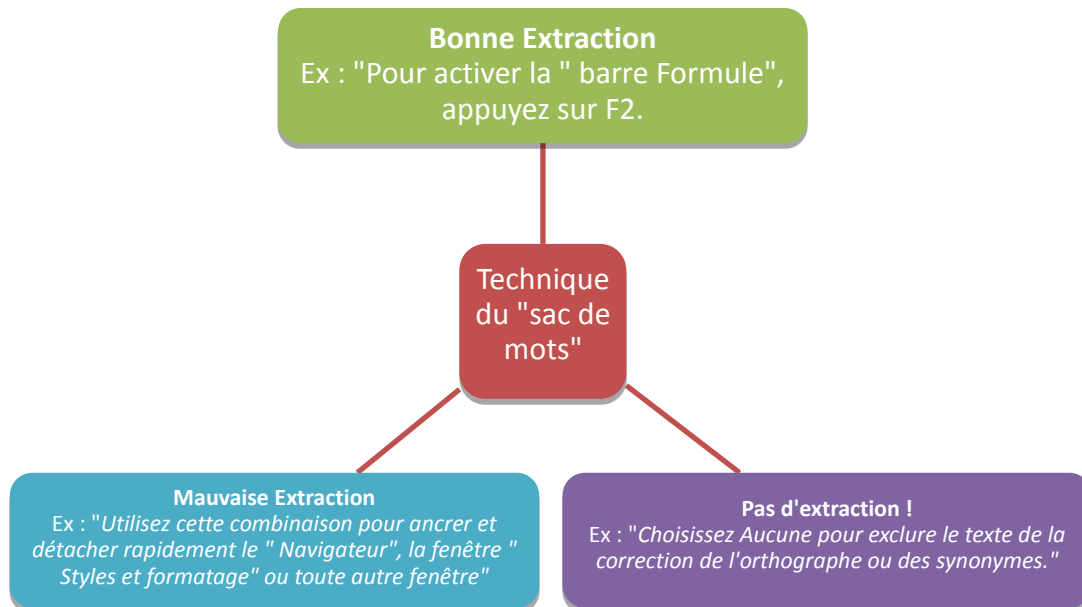 Bonne Extraction
Ex : "Pour activer la " barre Formule",
appuyez sur F2.
Technique
du "sac de
mots"
Mauvaise Extraction
Ex : "Utilisez cette combinaison pour ancrer et
détacher rapidement le " Navigateur", la fenêtre "
Styles et formatage" ou toute autre fenêtre"
Pas d'extraction !
Ex : "Choisissez Aucune pour exclure le texte de la
correction de l'orthographe ou des synonymes."